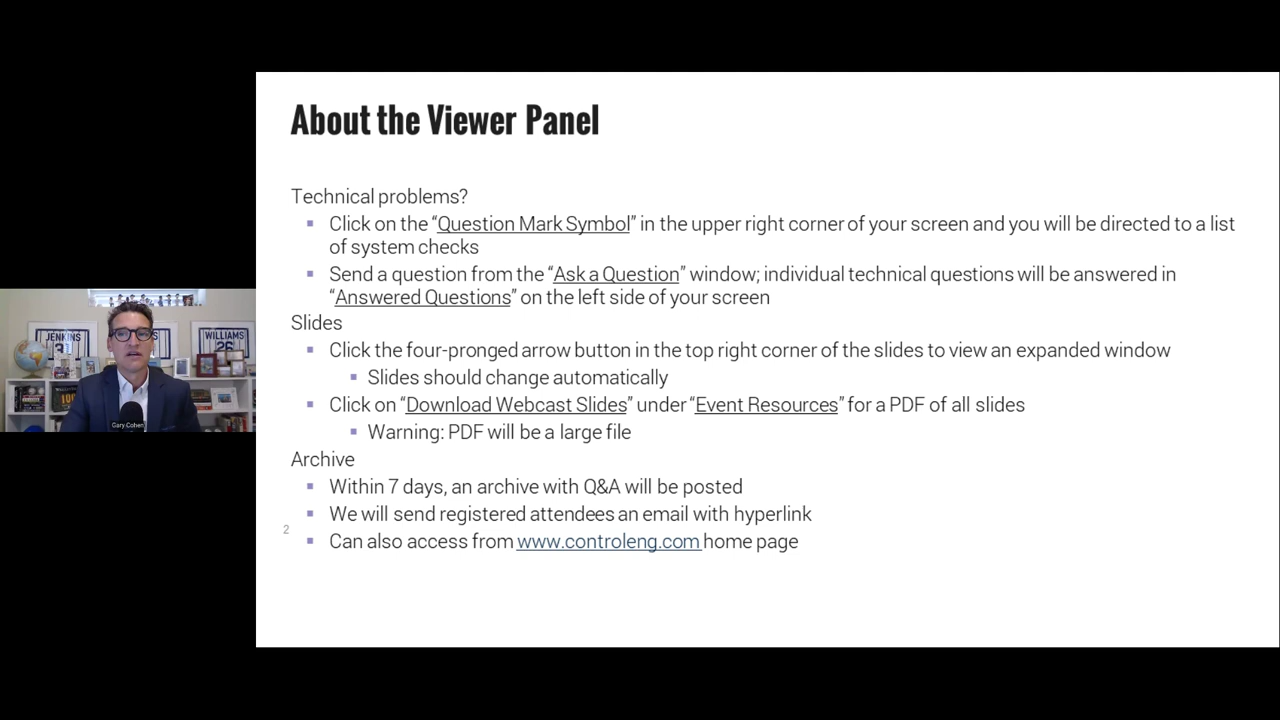 About the Viewer Panel
Technical problems?
▪ Click on the “Question Mark Symbol” in the upper right corner of your screen and you will be directed to a list
of system checks
▪ Send a question from the “Ask a Question” window; individual technical questions will be answered in
“Answered Questions” on the left side of your screen
Slides
▪ Click the four-pronged arrow button in the top right corner of the slides to view an expanded window
▪ Slides should change automatically
▪ Click on “Download Webcast Slides” under “Event Resources” for a PDF of all slides
▪ Warning: PDF will be a large file
Archive
▪ Within 7 days, an archive with Q&A will be posted
▪ We will send registered attendees an email with hyperlink
2
▪ Can also access from www.controleng.com home page
JENKINS
WILLIAMS
26
Gary Cohen